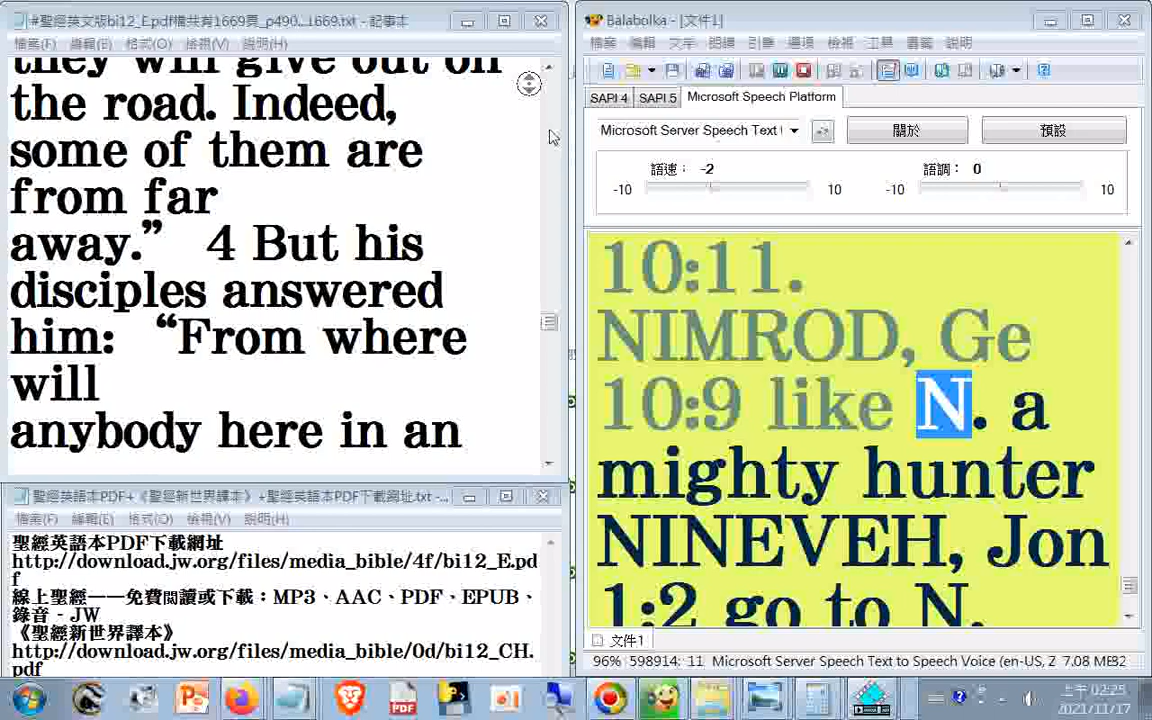 #聖經英文版bi12_E.pdf檔共有1669頁_p490,...1669.txt - 記事本
檔案(F) 編輯(E) 格式(O) 檢視(V) 說明(H)
they will give out on
the road. Indeed,
some of them are
from far
away.” 4 But his
disciples answered
him: “From where
will
anybody here in an
聖經英語本PDF+《聖經新世界譯本》+聖經英語本PDF下載網址.txt - ...
檔案(F) 編輯(E) 格式(O) 檢視(V) 說明(H)
聖經英語本PDF下載網址
http://download.jw.org/files/media_bible/4f/bi12_E.pd
f
線上聖經——免費閱讀或下載：MP3、AAC、PDF、EPUB、
錄音 - JW
《聖經新世界譯本》
http://download.jw.org/files/media_bible/0d/bi12_CH.
pdf
Balabolka - [文件1]
檔案 編輯 文字 朗讀 引擎 選項 檢視 工具 書籤 說明
SAPI 4 SAPI 5 Microsoft Speech Platform
Microsoft Server Speech Text 關於 預設
語速： -2 語調： 0
-10 10 -10 10
10:11.
NIMROD, Ge
10:9 like N. a
mighty hunter
NINEVEH, Jon
1:2 go to N.
文件1
96% 598914: 11 Microsoft Server Speech Text to Speech Voice (en-US, Z 7.08 MB
PDF
上午 02:25
2021/11/17